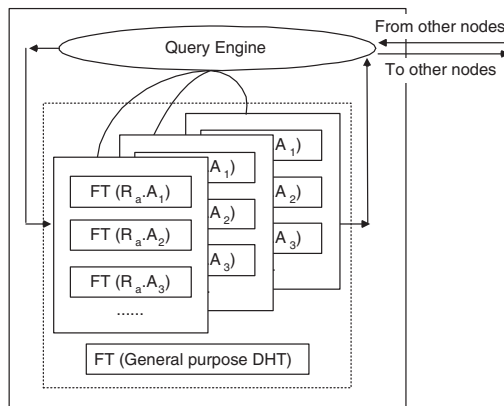 From other nodes
Query Engine
To other nodes
A₁)
A₁)
FT (Rₐ.A₁)
A₂)
A₂)
FT (Rₐ.A₂)
A₃)
A₃)
FT (Rₐ.A₃)
......
FT (General purpose DHT)